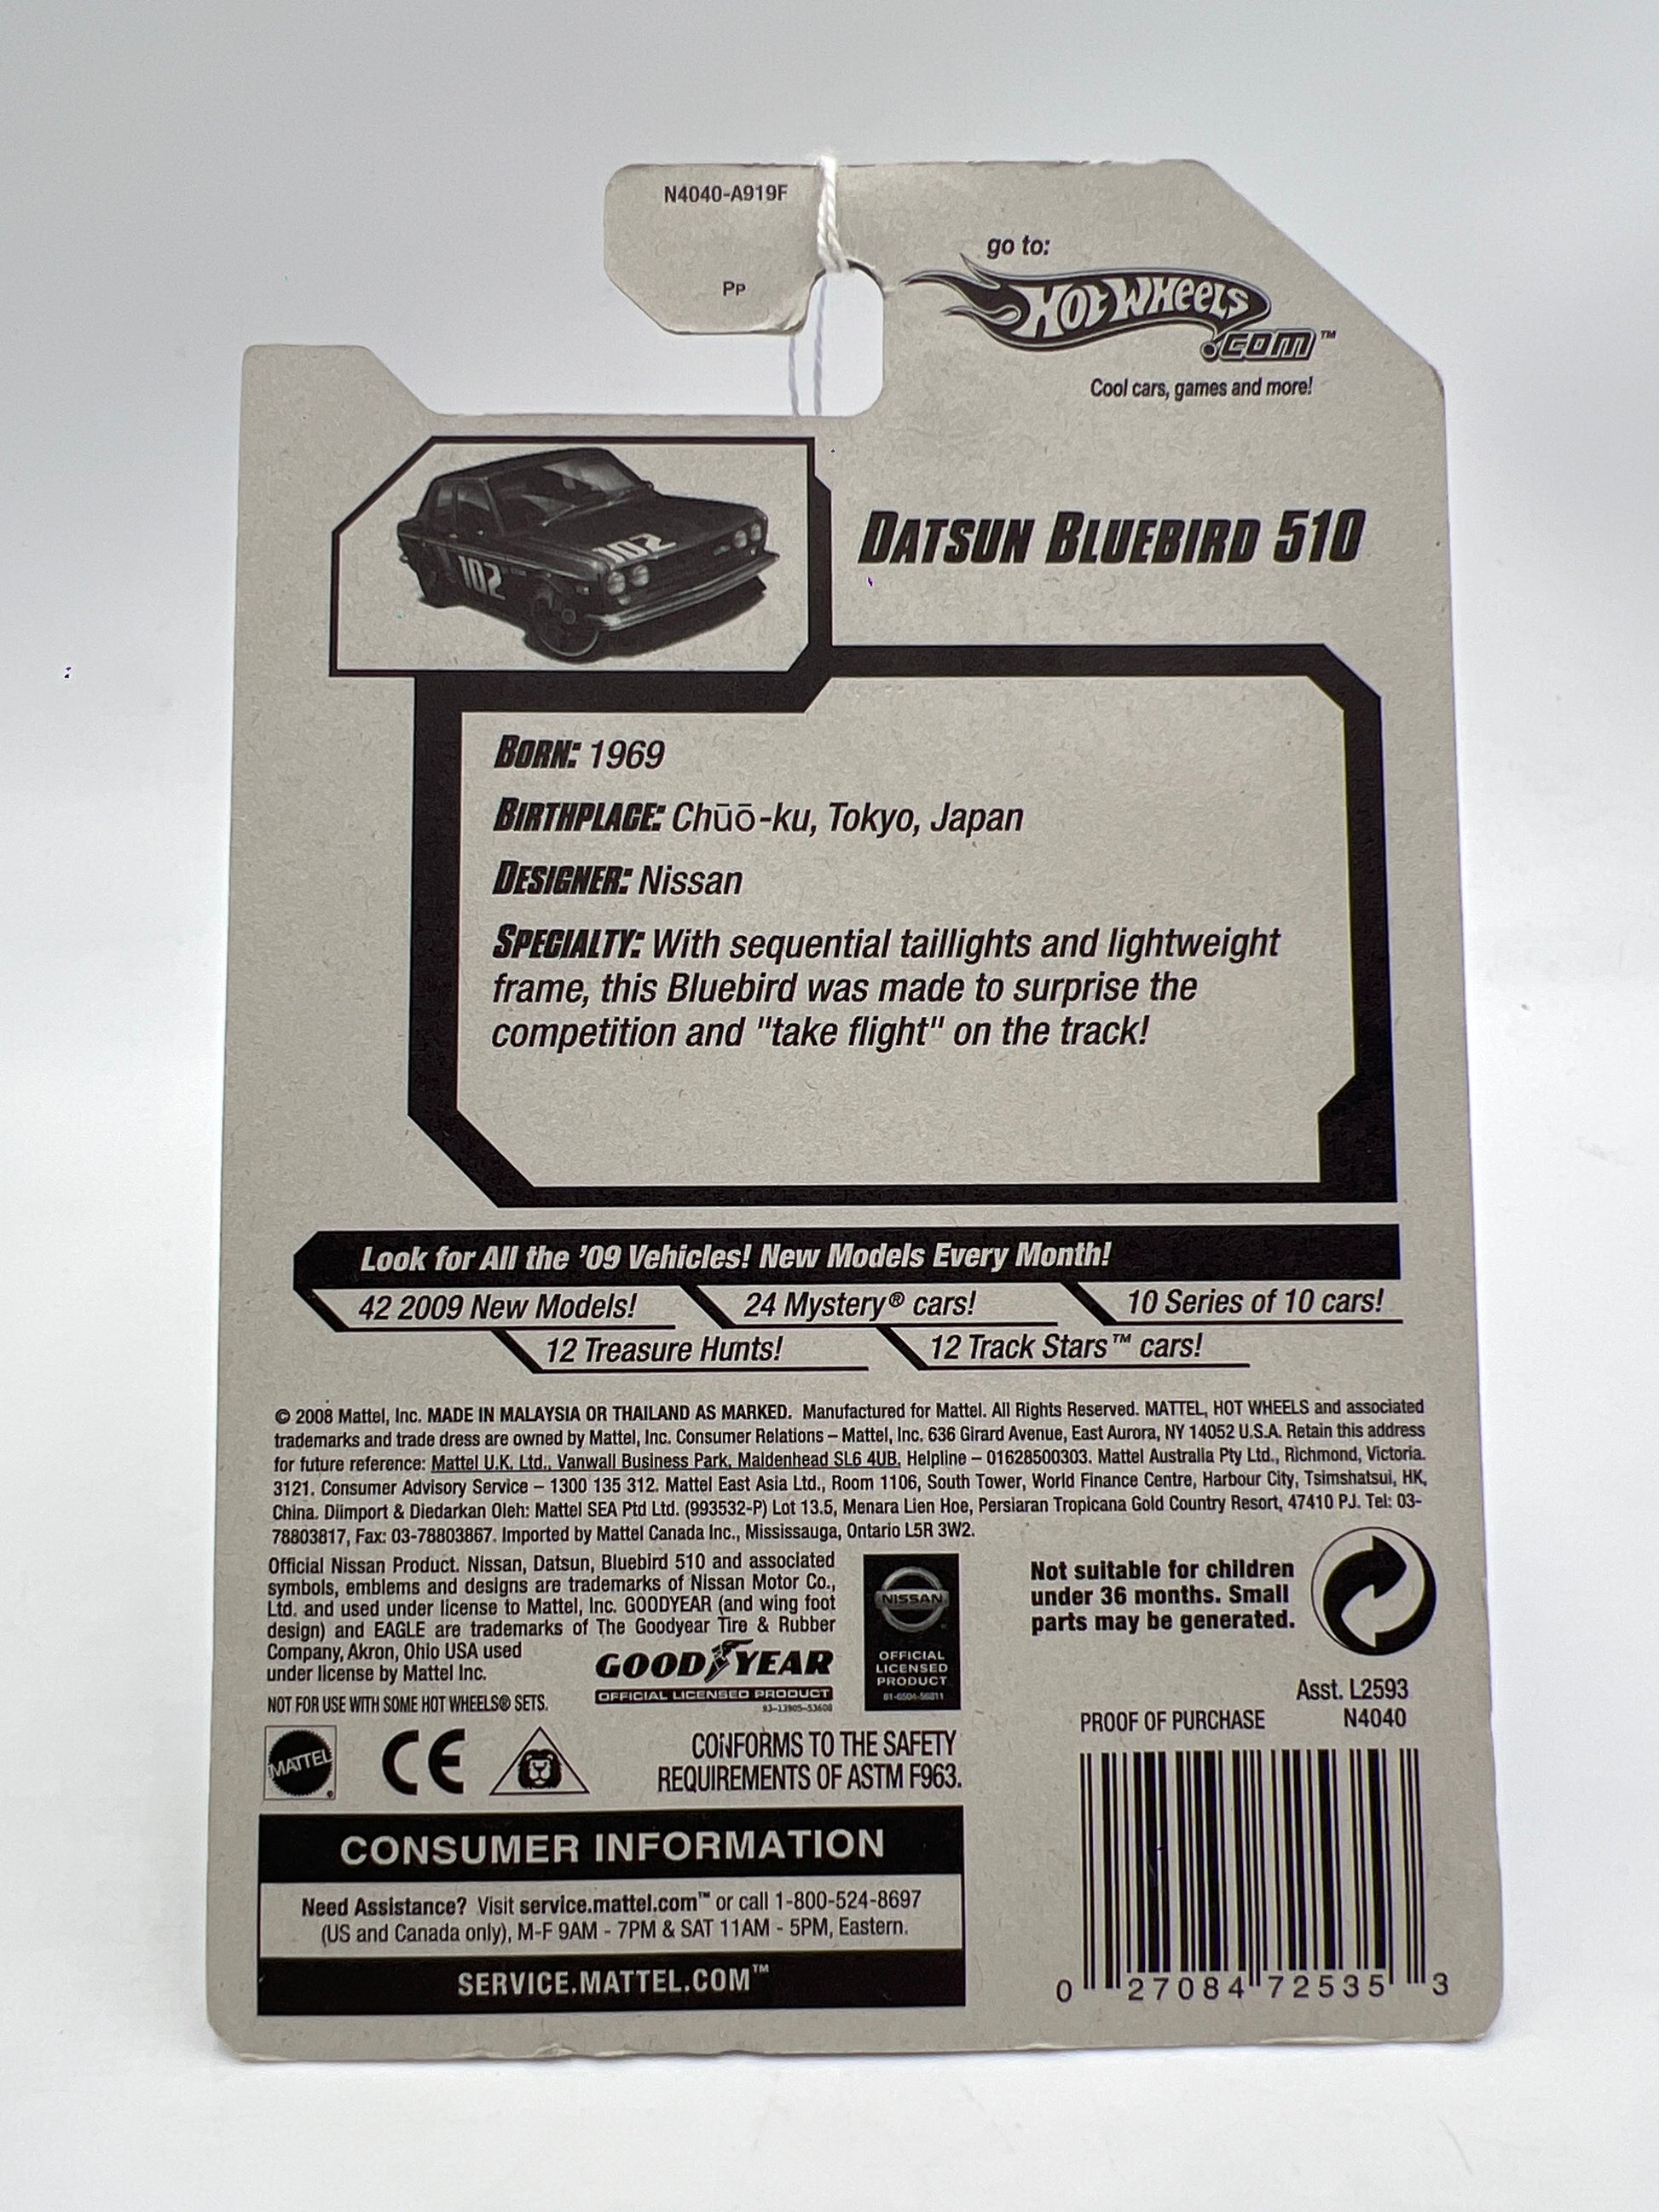 N4040-A919F
PP
go to:
HOT WHEELS
.COM™
Cool cars, games and more!
102
102
DATSUN BLUEBIRD 510
BORN: 1969
BIRTHPLACE: Chūō-ku, Tokyo, Japan
DESIGNER: Nissan
SPECIALTY: With sequential taillights and lightweight
frame, this Bluebird was made to surprise the
competition and "take flight" on the track!
Look for All the ’09 Vehicles! New Models Every Month!
42 2009 New Models!
24 Mystery® cars!
10 Series of 10 cars!
12 Treasure Hunts!
12 Track Stars™ cars!
© 2008 Mattel, Inc. MADE IN MALAYSIA OR THAILAND AS MARKED. Manufactured for Mattel. All Rights Reserved. MATTEL, HOT WHEELS and associated
trademarks and trade dress are owned by Mattel, Inc. Consumer Relations – Mattel, Inc. 636 Girard Avenue, East Aurora, NY 14052 U.S.A. Retain this address
for future reference: Mattel U.K. Ltd., Vanwall Business Park, Maidenhead SL6 4UB. Helpline – 01628500303. Mattel Australia Pty Ltd., Richmond, Victoria.
3121. Consumer Advisory Service – 1300 135 312. Mattel East Asia Ltd., Room 1106, South Tower, World Finance Centre, Harbour City, Tsimshatsui, HK,
China. Diimport & Diedarkan Oleh: Mattel SEA Ptd Ltd. (993532-P) Lot 13.5, Menara Lien Hoe, Persiaran Tropicana Gold Country Resort, 47410 PJ. Tel: 03-
78803817, Fax: 03-78803867. Imported by Mattel Canada Inc., Mississauga, Ontario L5R 3W2.
Official Nissan Product. Nissan, Datsun, Bluebird 510 and associated
symbols, emblems and designs are trademarks of Nissan Motor Co.,
Ltd. and used under license to Mattel, Inc. GOODYEAR (and wing foot
design) and EAGLE are trademarks of The Goodyear Tire & Rubber
Company, Akron, Ohio USA used
under license by Mattel Inc.
NOT FOR USE WITH SOME HOT WHEELS® SETS.
GOODYEAR
OFFICIAL LICENSED PRODUCT
93-13905-53608
NISSAN
OFFICIAL
LICENSED
PRODUCT
81-6504-56811
Not suitable for children
under 36 months. Small
parts may be generated.
Asst. L2593
PROOF OF PURCHASE N4040
MATTEL
CE
CONFORMS TO THE SAFETY
REQUIREMENTS OF ASTM F963.
CONSUMER INFORMATION
Need Assistance? Visit service.mattel.com™ or call 1-800-524-8697
(US and Canada only), M-F 9AM - 7PM & SAT 11AM - 5PM, Eastern.
SERVICE.MATTEL.COM™
0 27084 72535 3